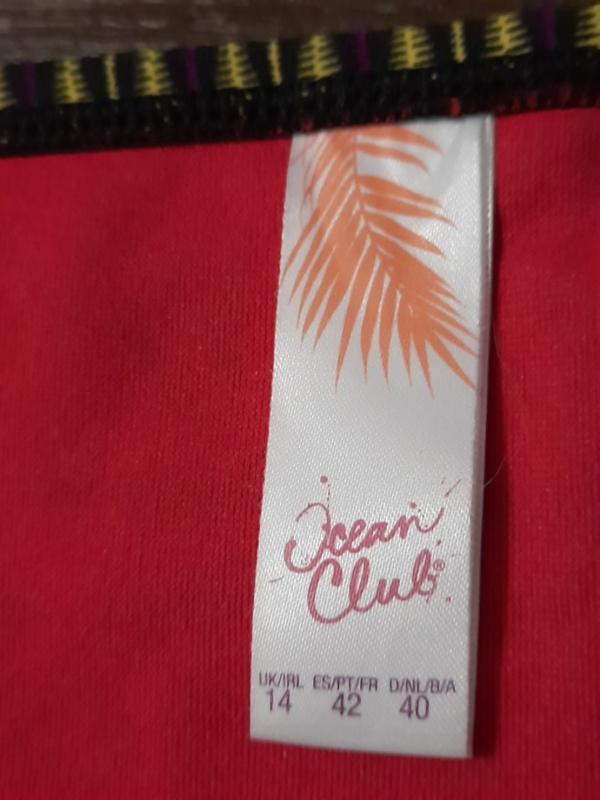 Ocean
Club®
UK/IRL ES/PT/FR D/NL/B/A
14 42 40